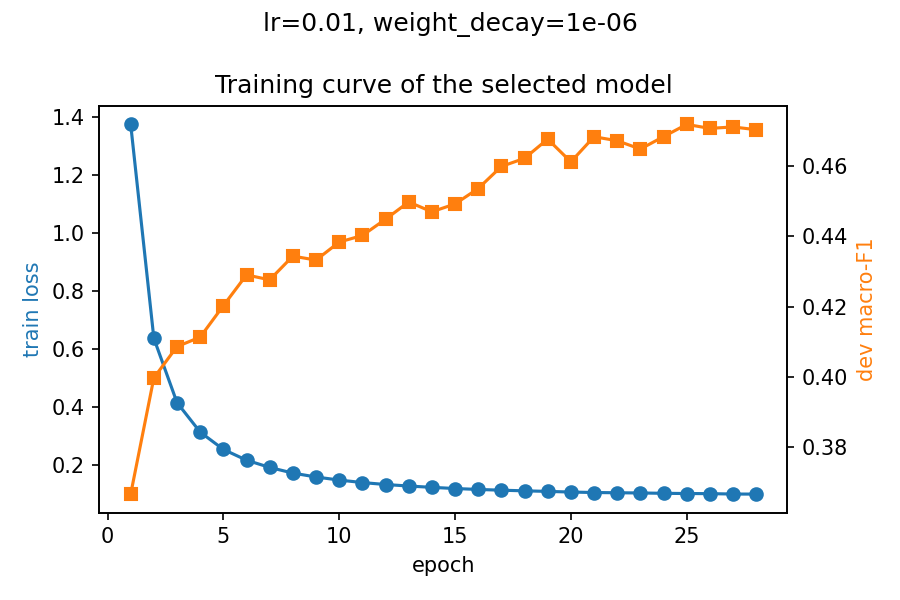 lr=0.01, weight_decay=1e-06
Training curve of the selected model
1.4
1.2
1.0
0.8
0.6
0.4
0.2
train loss
0.46
0.44
0.42
0.40
0.38
dev macro-F1
0 5 10 15 20 25
epoch